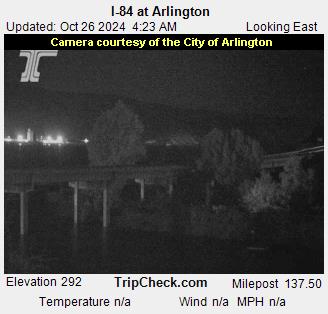 I-84 at Arlington
Updated: Oct 26 2024 4:23 AM Looking East
Camera courtesy of the City of Arlington
Elevation 292 TripCheck.com Milepost 137.50
Temperature n/a Wind n/a MPH n/a